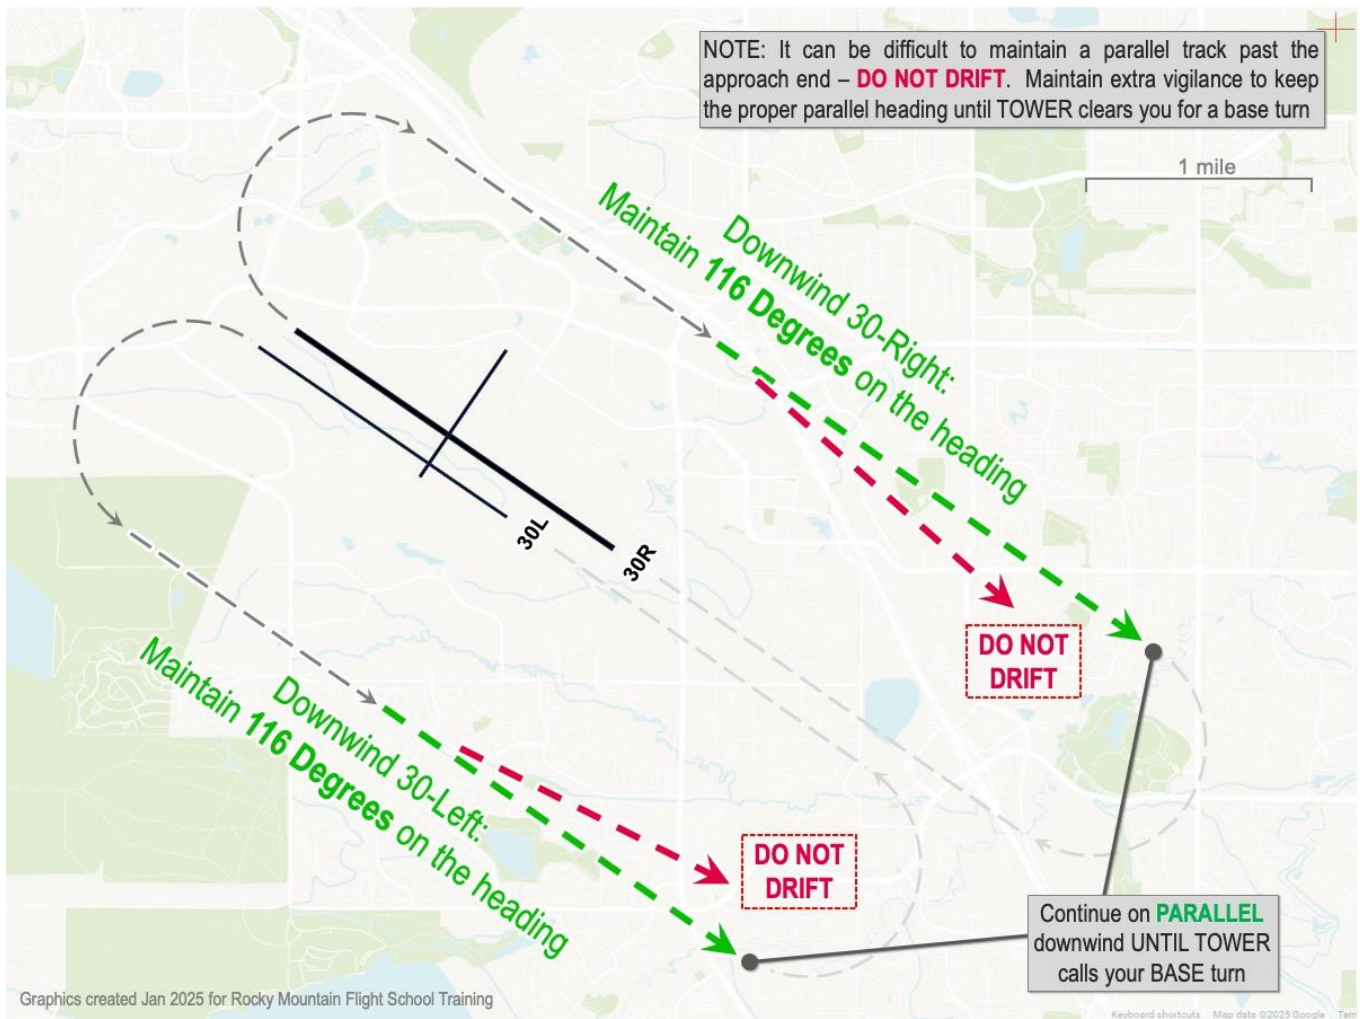 NOTE: It can be difficult to maintain a parallel track past the
approach end – DO NOT DRIFT. Maintain extra vigilance to keep
the proper parallel heading until TOWER clears you for a base turn
1 mile
Downwind 30-Right:
Maintain 116 Degrees on the heading
30L
30R
DO NOT
DRIFT
Downwind 30-Left:
Maintain 116 Degrees on the heading
DO NOT
DRIFT
Continue on PARALLEL
downwind UNTIL TOWER
calls your BASE turn
Graphics created Jan 2025 for Rocky Mountain Flight School Training
Keyboard shortcuts Map data ©2025 Google Tern